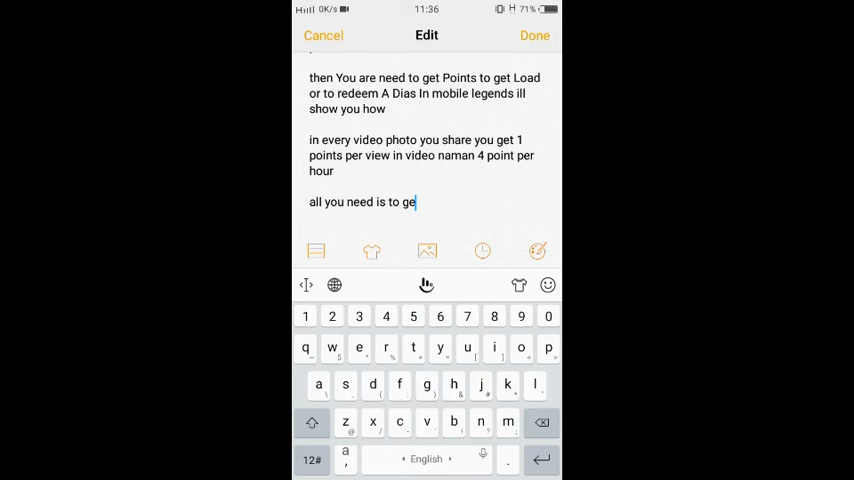 0K/s 11:36 H 71%
Cancel Edit Done
then You are need to get Points to get Load
or to redeem A Dias In mobile legends ill
show you how
in every video photo you share you get 1
points per view in video naman 4 point per
hour
all you need is to ge
1 2 3 4 5 6 7 8 9 0
q w e r t y u i o p
a s d f g h j k l
z x c v b n m
12# a , English .